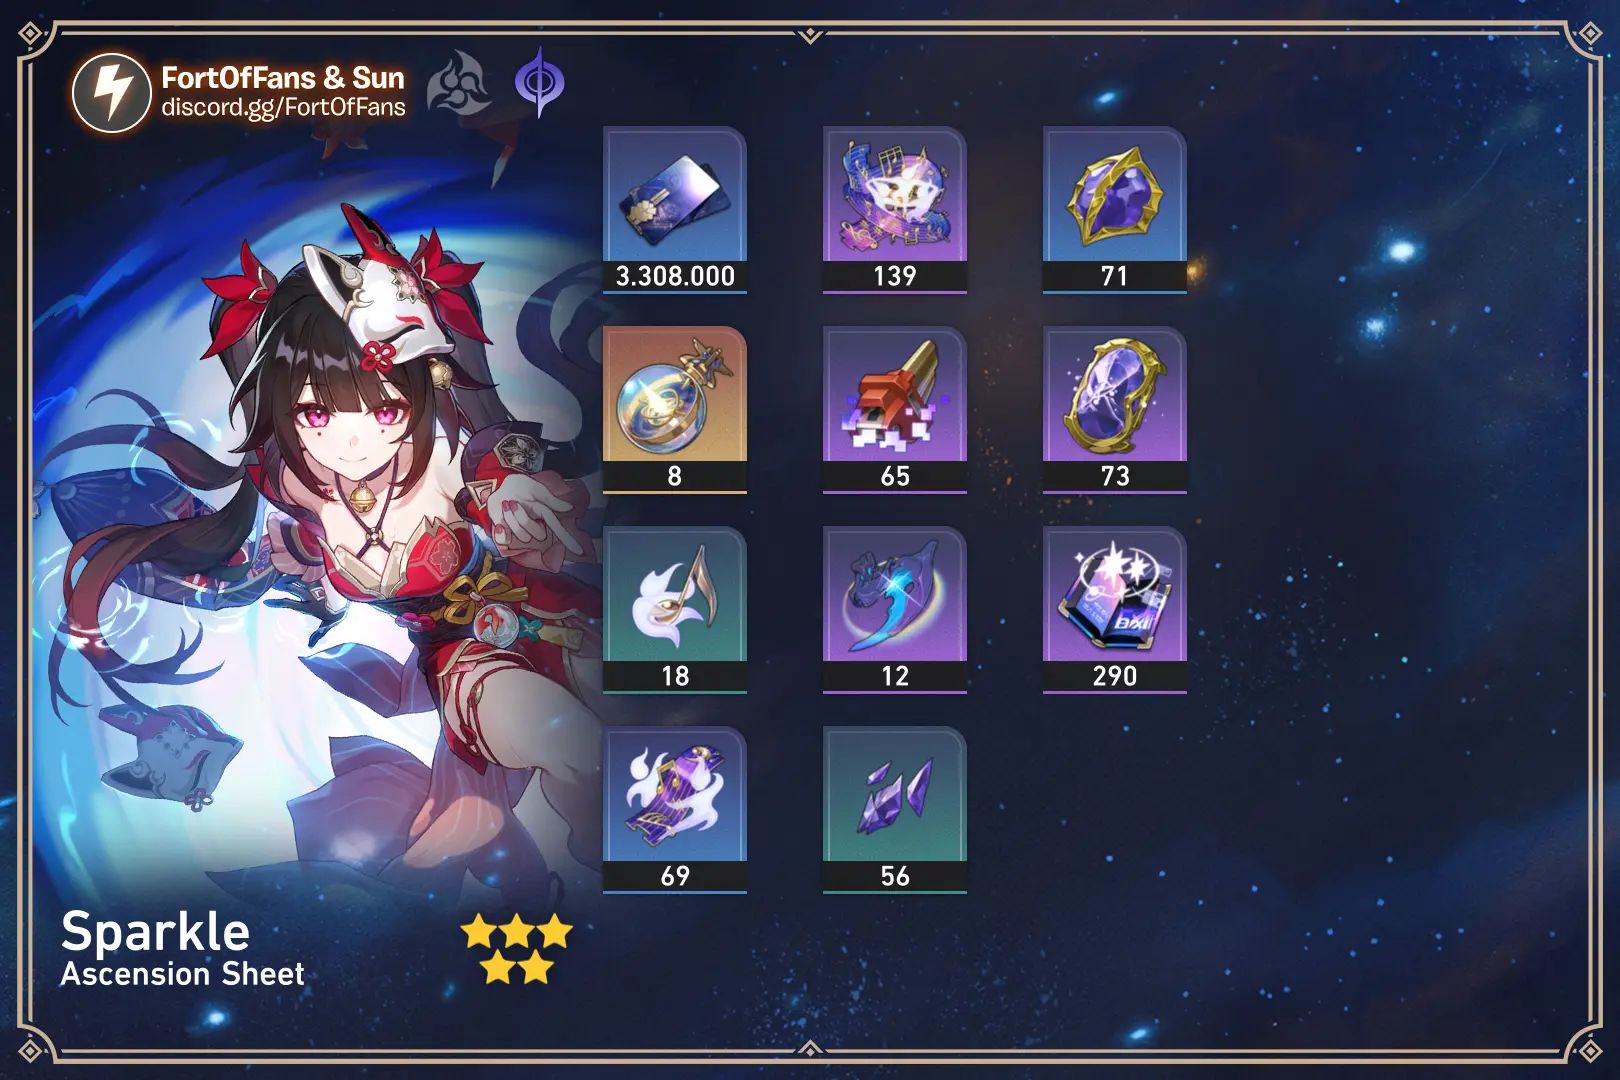 FortOfFans & Sun
discord.gg/FortOfFans
3.308.000
139
71
8
65
73
18
12
290
69
56
Sparkle
Ascension Sheet